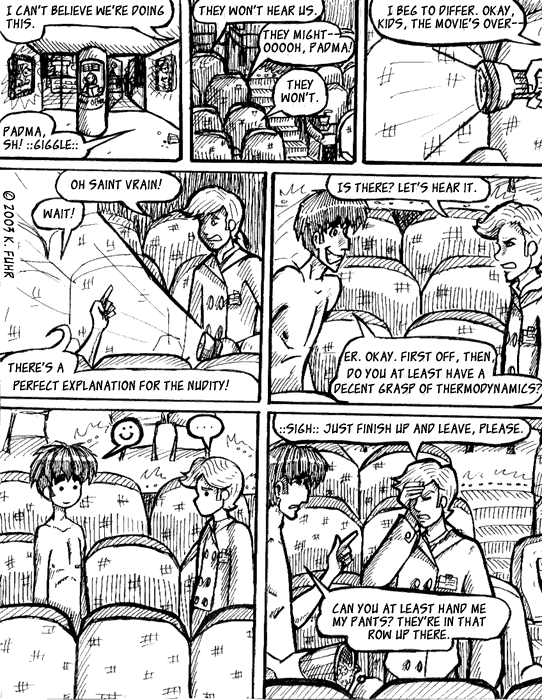 I CAN'T BELIEVE WE'RE DOING
THIS.
PADMA,
SH! ::GIGGLE::
THEY WON'T HEAR US.
THEY MIGHT--
OOOOH, PADMA!
THEY
WON'T.
I BEG TO DIFFER. OKAY,
KIDS, THE MOVIE'S OVER--
© 2003 K. FUHR
OH SAINT VRAIN!
WAIT!
THERE'S A
PERFECT EXPLANATION FOR THE NUDITY!
IS THERE? LET'S HEAR IT.
ER. OKAY. FIRST OFF, THEN,
DO YOU AT LEAST HAVE A
DECENT GRASP OF THERMODYNAMICS?
...
::SIGH:: JUST FINISH UP AND LEAVE, PLEASE.
CAN YOU AT LEAST HAND ME
MY PANTS? THEY'RE IN THAT
ROW UP THERE.